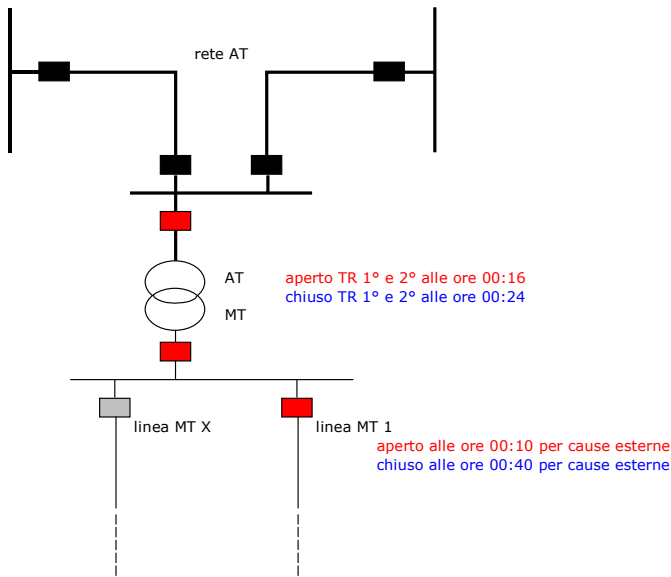 rete AT
AT
aperto TR 1° e 2° alle ore 00:16
chiuso TR 1° e 2° alle ore 00:24
MT
linea MT X
linea MT 1
aperto alle ore 00:10 per cause esterne
chiuso alle ore 00:40 per cause esterne